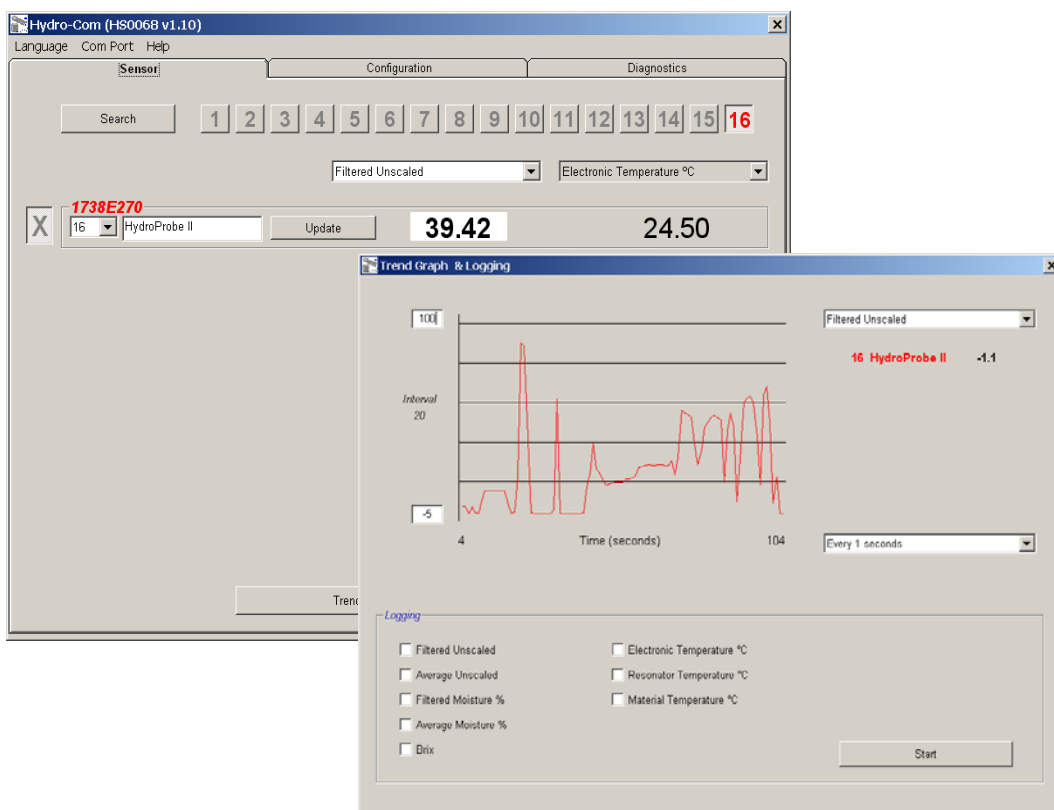 Hydro-Com (HS0068 v1.10)
Language Com Port Help
Sensor Configuration Diagnostics
Search 1 2 3 4 5 6 7 8 9 10 11 12 13 14 15 16
Filtered Unscaled Electronic Temperature ºC
1738E270
X 16 HydroProbe II Update 39.42 24.50
Trend Graph & Logging
100
Filtered Unscaled
16 HydroProbe II -1.1
Interval
20
-5
4 Time (seconds) 104
Every 1 seconds
Logging
Filtered Unscaled Electronic Temperature ºC
Average Unscaled Resonator Temperature ºC
Filtered Moisture % Material Temperature ºC
Average Moisture %
Brix
Start